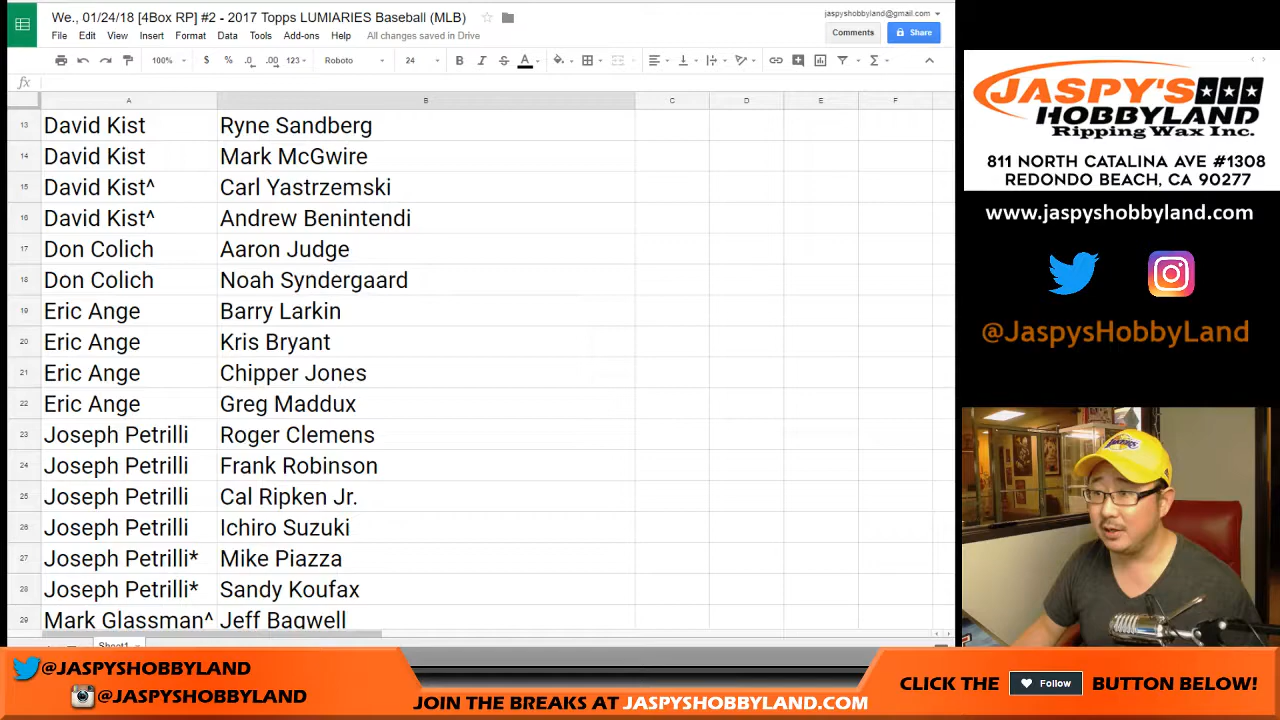 We., 01/24/18 [4Box RP] #2 - 2017 Topps LUMIARIES Baseball (MLB)
jaspyshobbyland@gmail.com
File Edit View Insert Format Data Tools Add-ons Help All changes saved in Drive
Comments Share
100% $ % .0 .00 123 Roboto 24 B I S A
fx
A B C D E F
13 David Kist Ryne Sandberg
14 David Kist Mark McGwire
15 David Kist^ Carl Yastrzemski
16 David Kist^ Andrew Benintendi
17 Don Colich Aaron Judge
18 Don Colich Noah Syndergaard
19 Eric Ange Barry Larkin
20 Eric Ange Kris Bryant
21 Eric Ange Chipper Jones
22 Eric Ange Greg Maddux
23 Joseph Petrilli Roger Clemens
24 Joseph Petrilli Frank Robinson
25 Joseph Petrilli Cal Ripken Jr.
26 Joseph Petrilli Ichiro Suzuki
27 Joseph Petrilli* Mike Piazza
28 Joseph Petrilli* Sandy Koufax
29 Mark Glassman^ Jeff Bagwell
Sheet1
JASPY'S
HOBBYLAND
Ripping Wax Inc.
811 NORTH CATALINA AVE #1308
REDONDO BEACH, CA 90277
www.jaspyshobbyland.com
@JaspysHobbyLand
@JASPYSHOBBYLAND
@JASPYSHOBBYLAND
JOIN THE BREAKS AT JASPYSHOBBYLAND.COM
CLICK THE Follow BUTTON BELOW!